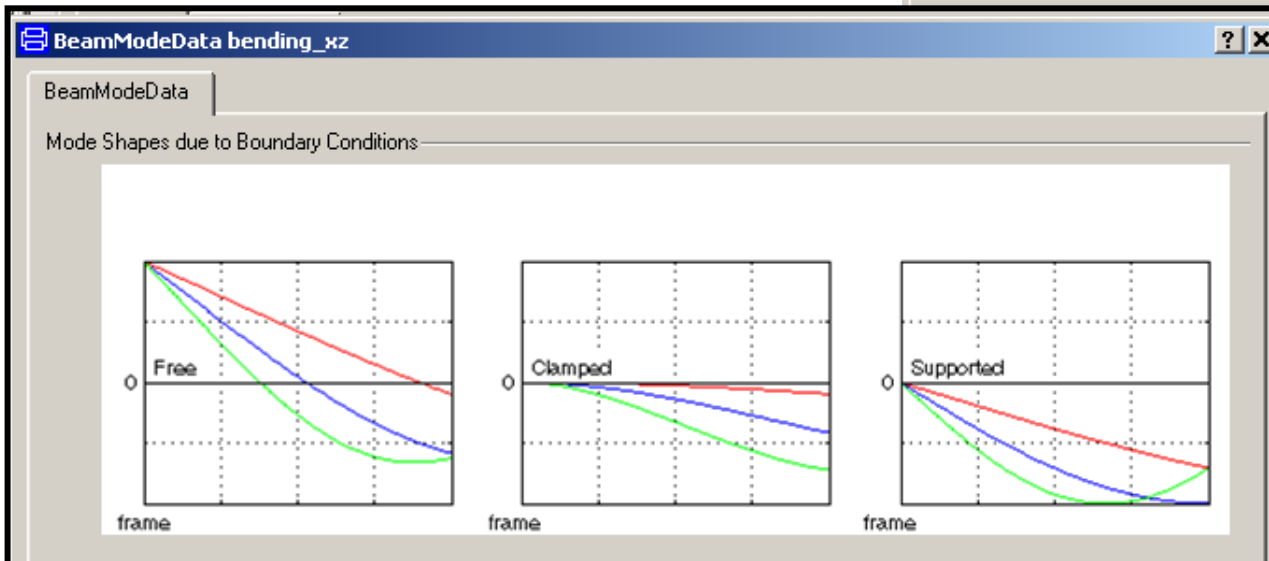 BeamModeData bending_xz
BeamModeData
Mode Shapes due to Boundary Conditions
Free
0
Clamped
0
Supported
0
frame
frame
frame